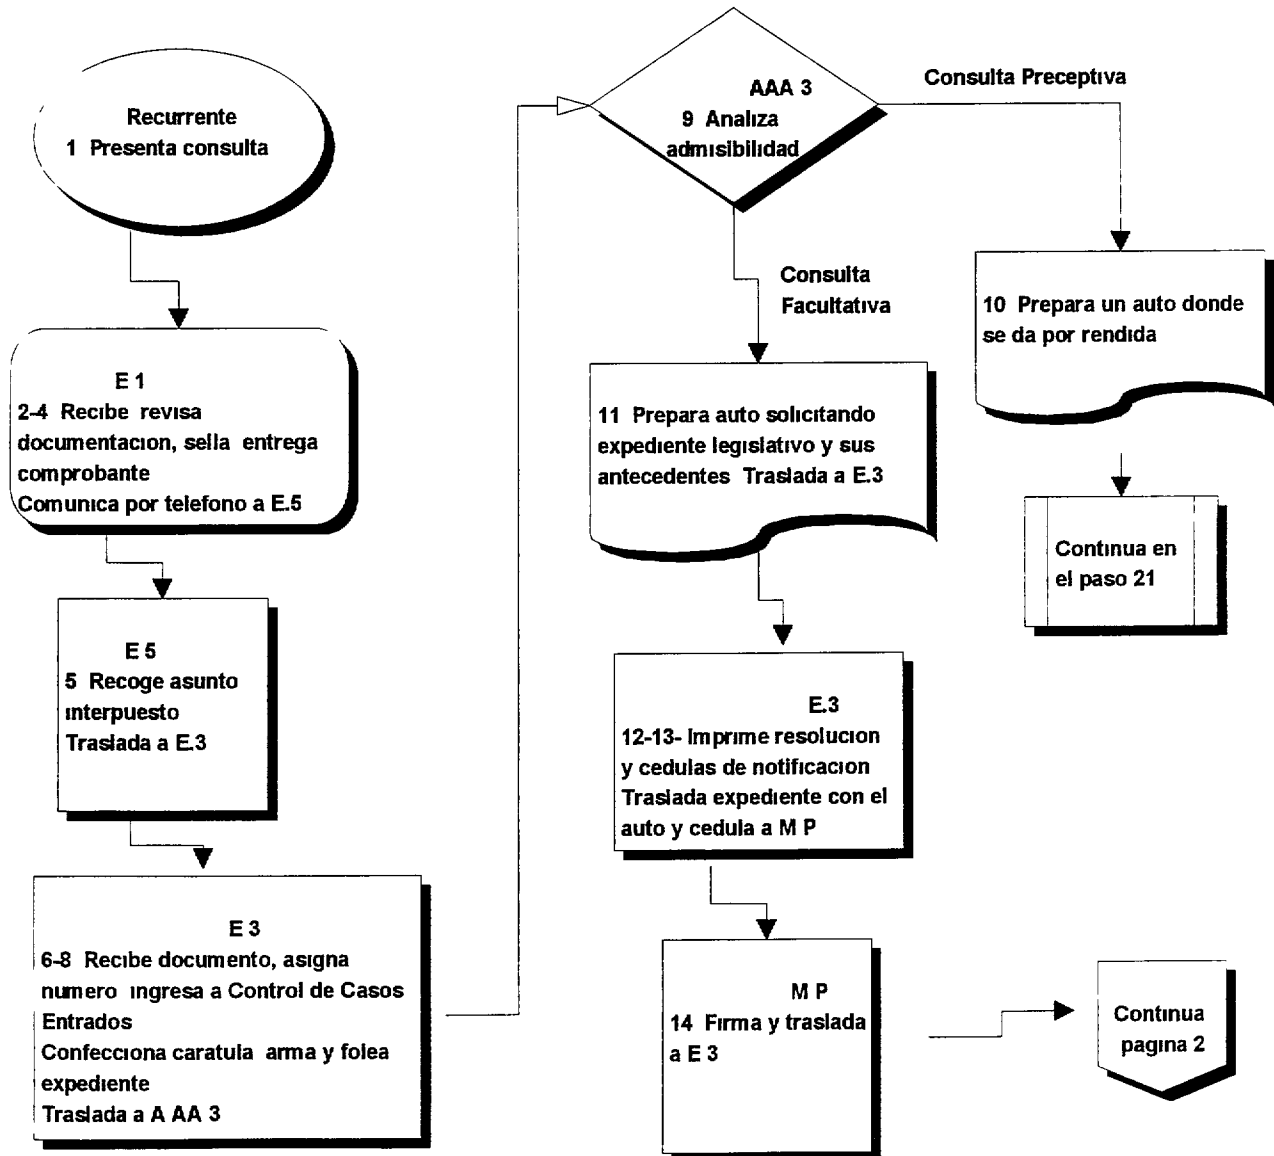 Recurrente
1 Presenta consulta
E 1
2-4 Recibe revisa
documentacion, sella entrega
comprobante
Comunica por telefono a E.5
E 5
5 Recoge asunto
interpuesto
Traslada a E.3
E 3
6-8 Recibe documento, asigna
numero ingresa a Control de Casos
Entrados
Confecciona caratula arma y folea
expediente
Traslada a A AA 3
AAA 3
9 Analiza
admisibilidad
Consulta Preceptiva
Consulta
Facultativa
10 Prepara un auto donde
se da por rendida
Continua en
el paso 21
11 Prepara auto solicitando
expediente legislativo y sus
antecedentes Traslada a E.3
E.3
12-13- Imprime resolucion
y cedulas de notificacion
Traslada expediente con el
auto y cedula a M P
M P
14 Firma y traslada
a E 3
Continua
pagina 2